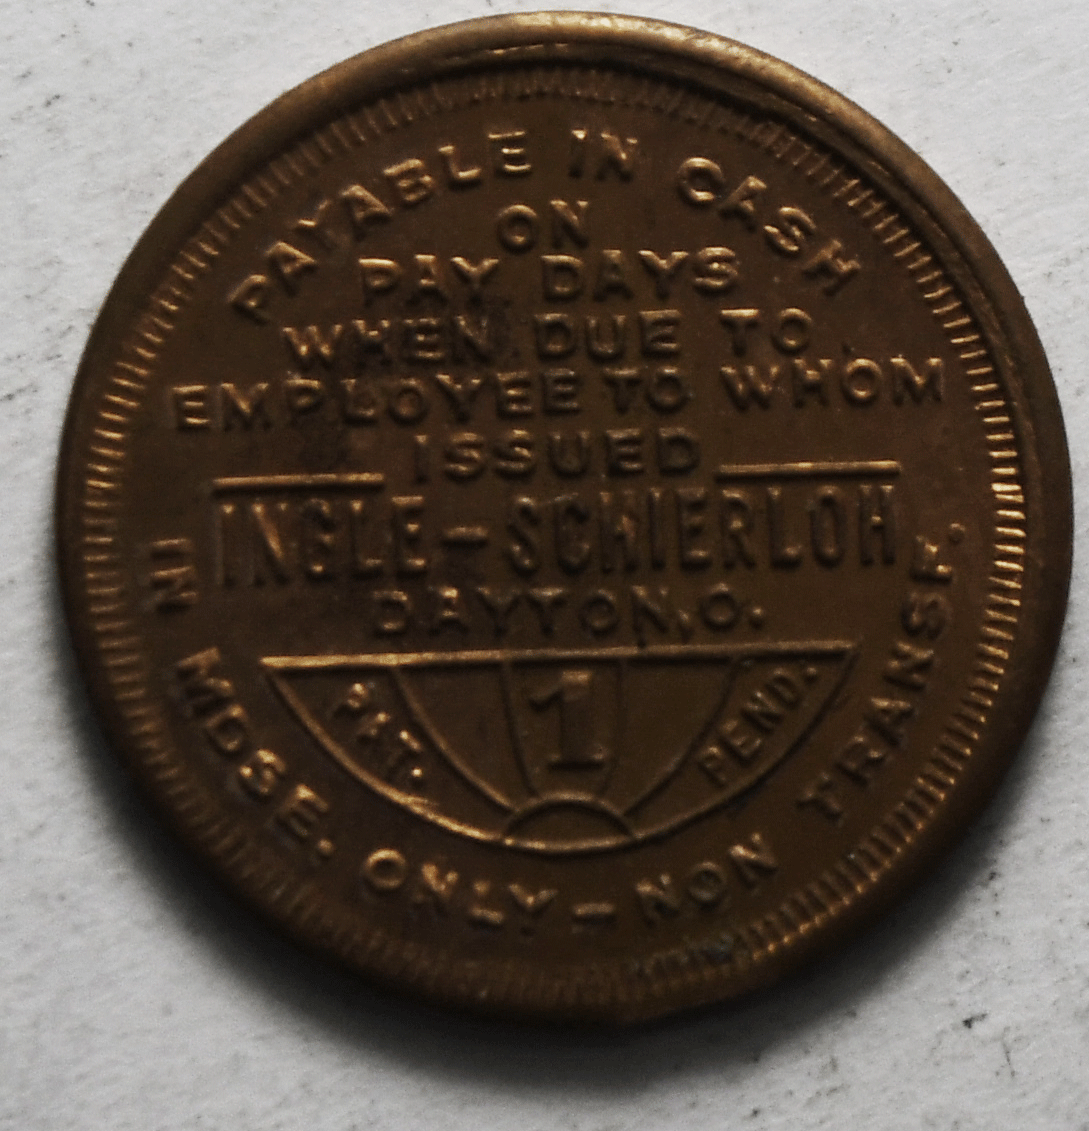 PAYABLE IN CASH
ON
PAY DAYS
WHEN DUE TO
EMPLOYEE TO WHOM
ISSUED
INGLE-SCHIERLOH
DAYTON, O.
PAT. 1 PEND.
IN MDSE. ONLY - NON TRANSF.